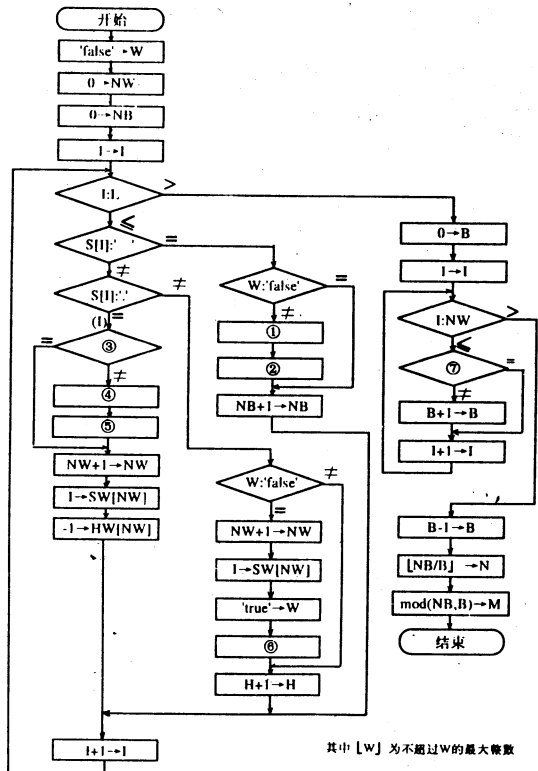 开始
'false'→W
0→NW
0→NB
1→I
I:L
>
≤
S[I]:' '
=
≠
S[I]:'.'
≠
(I)
=
③
=
≠
④
⑤
NW+1→NW
I→SW[NW]
-1→HW[NW]
I+1→I
W:'false'
=
≠
①
②
NB+1→NB
W:'false'
≠
=
NW+1→NW
I→SW[NW]
'true'→W
⑥
H+1→H
0→B
1→I
I:NW
>
≤
⑦
=
≠
B+1→B
I+1→I
B-1→B
⌊NB/B⌋→N
mod(NB,B)→M
结束
其中⌊W⌋为不超过W的最大整数